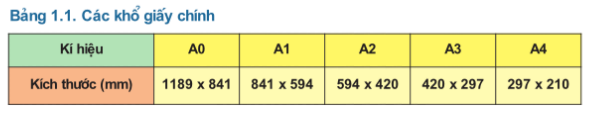 Bảng 1.1. Các khổ giấy chính
Kí hiệu A0 A1 A2 A3 A4
Kích thước (mm) 1189 x 841 841 x 594 594 x 420 420 x 297 297 x 210